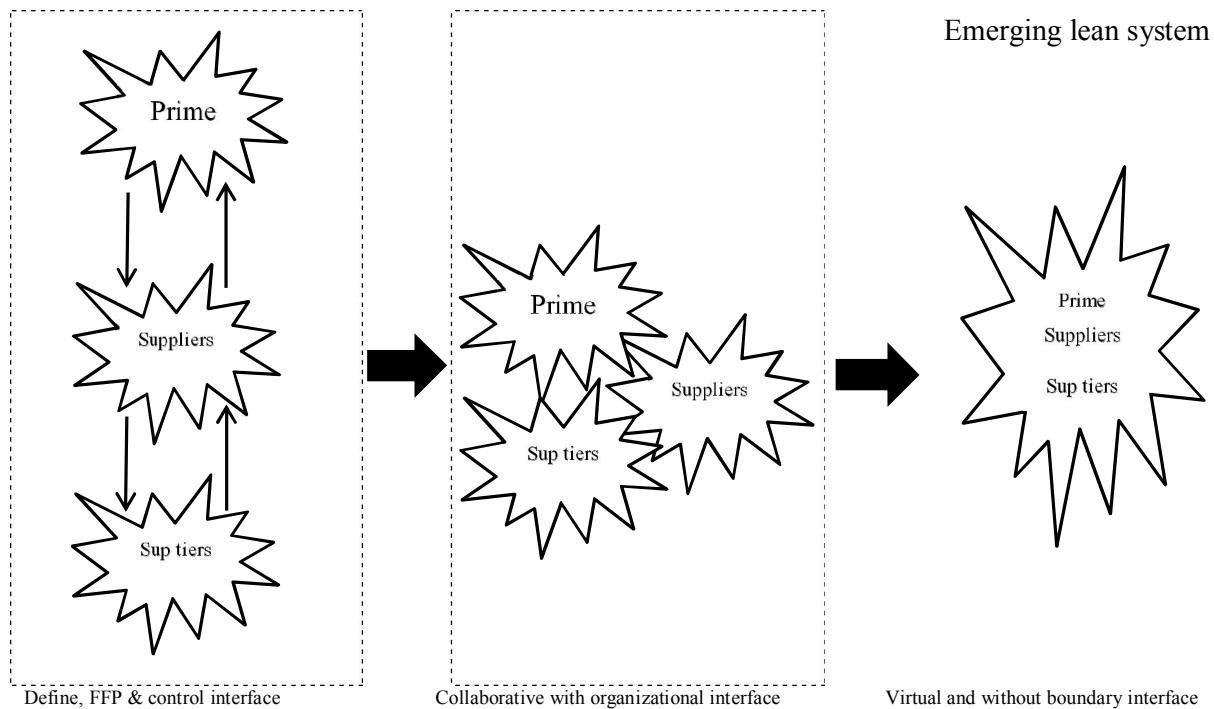 Emerging lean system
Prime
Suppliers
Sup tiers
Define, FFP & control interface
Prime
Suppliers
Sup tiers
Collaborative with organizational interface
Prime
Suppliers
Sup tiers
Virtual and without boundary interface